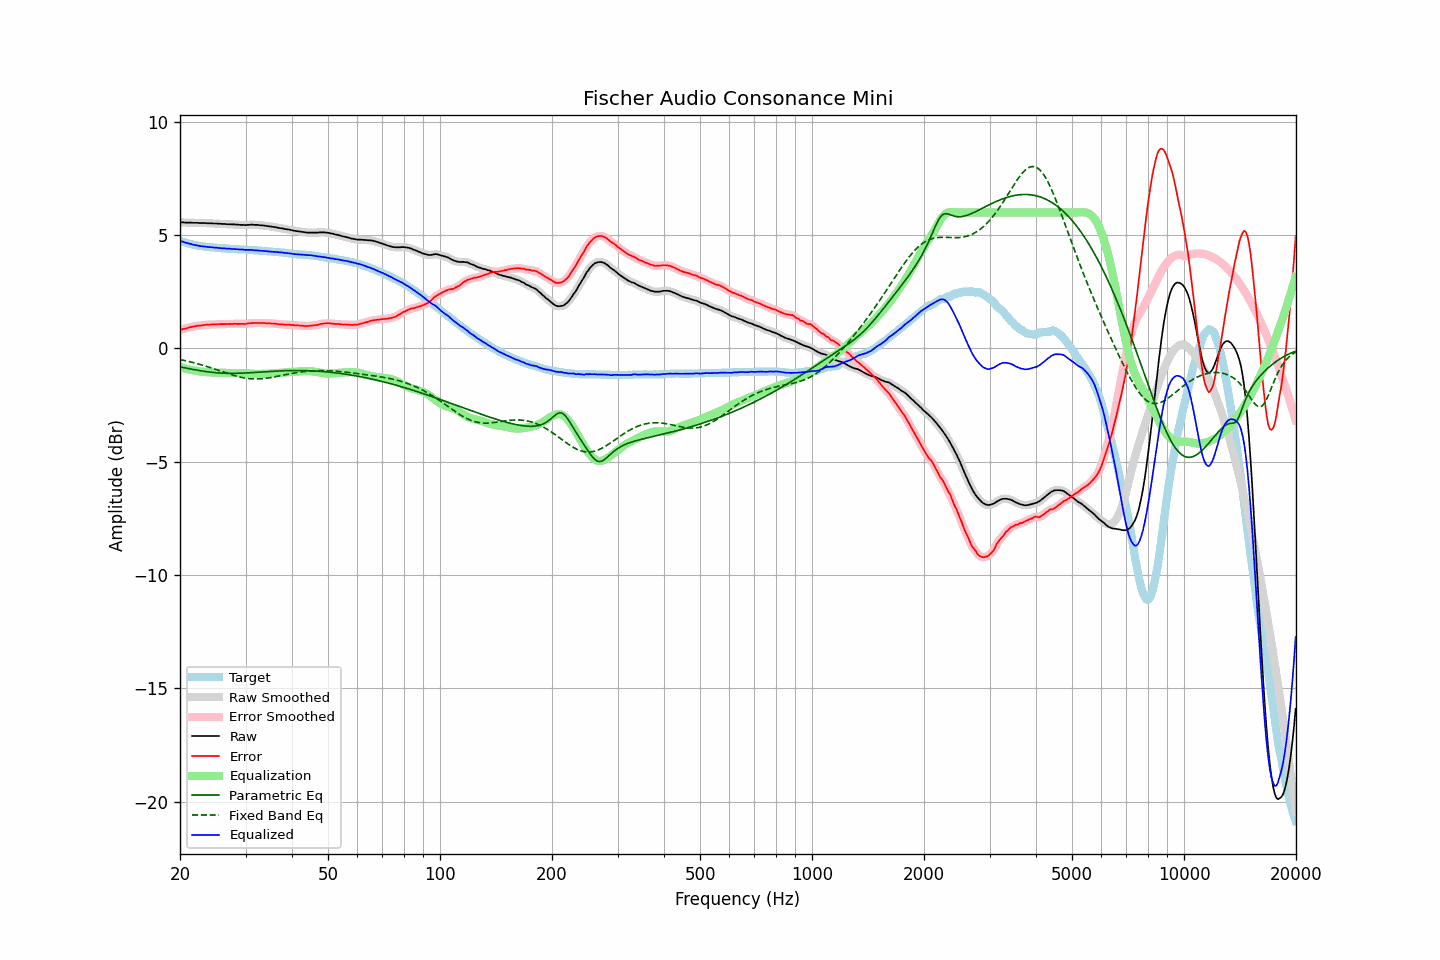 Fischer Audio Consonance Mini
10
5
0
−5
−10
−15
−20
Amplitude (dBr)
Target
Raw Smoothed
Error Smoothed
Raw
Error
Equalization
Parametric Eq
Fixed Band Eq
Equalized
20 50 100 200 500 1000 2000 5000 10000 20000
Frequency (Hz)